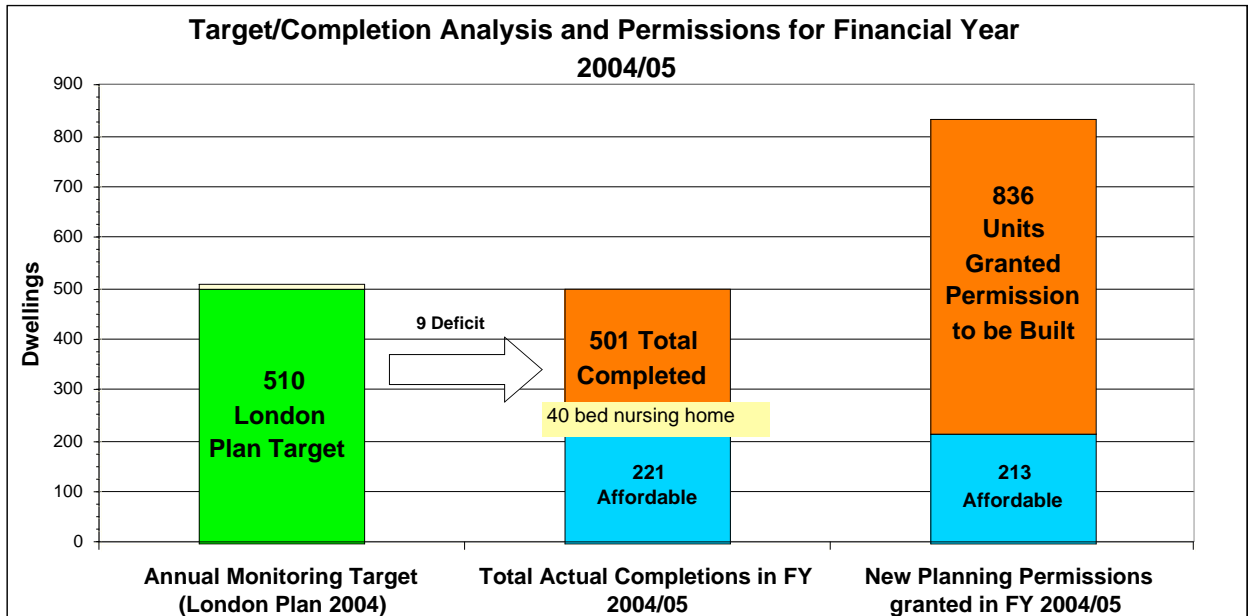 Target/Completion Analysis and Permissions for Financial Year
2004/05
900
800
700
600
500
400
300
200
100
0
Dwellings
510
London
Plan Target
9 Deficit
501 Total
Completed
40 bed nursing home
221
Affordable
836
Units
Granted
Permission
to be Built
213
Affordable
Annual Monitoring Target
(London Plan 2004)
Total Actual Completions in FY
2004/05
New Planning Permissions
granted in FY 2004/05